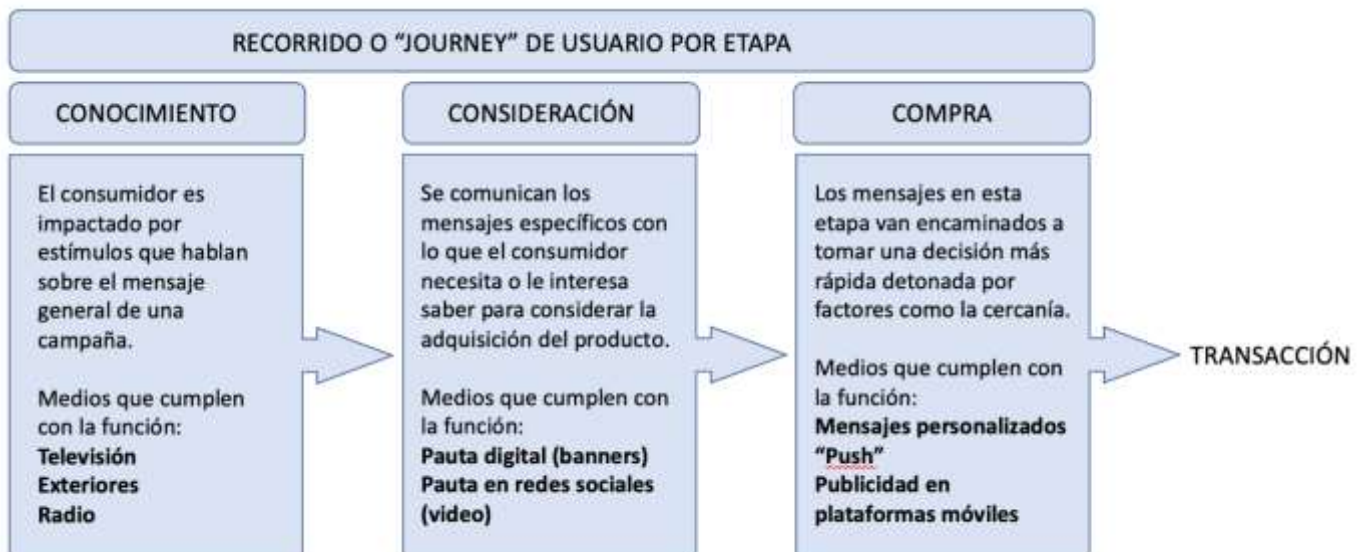 RECORRIDO O “JOURNEY” DE USUARIO POR ETAPA
CONOCIMIENTO
El consumidor es
impactado por
estímulos que hablan
sobre el mensaje
general de una
campaña.
Medios que cumplen
con la función:
Televisión
Exteriores
Radio
CONSIDERACIÓN
Se comunican los
mensajes específicos con
lo que el consumidor
necesita o le interesa
saber para considerar la
adquisición del producto.
Medios que cumplen con
la función:
Pauta digital (banners)
Pauta en redes sociales
(video)
COMPRA
Los mensajes en esta
etapa van encaminados a
tomar una decisión más
rápida detonada por
factores como la cercanía.
Medios que cumplen con
la función:
Mensajes personalizados
“Push”
Publicidad en
plataformas móviles
TRANSACCIÓN